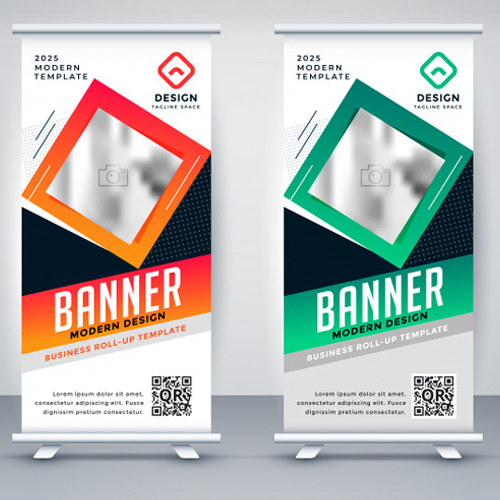 2025
MODERN
TEMPLATE
DESIGN
TAGLINE SPACE
BANNER
MODERN DESIGN
BUSINESS ROLL-UP TEMPLATE
Lorem ipsum dolor sit amet,
consectetur adipiscing elit. Fusce
dignissim pretium consectetur.
QR
2025
MODERN
TEMPLATE
DESIGN
TAGLINE SPACE
BANNER
MODERN DESIGN
BUSINESS ROLL-UP TEMPLATE
Lorem ipsum dolor sit amet,
consectetur adipiscing elit. Fusce
dignissim pretium consectetur.
QR